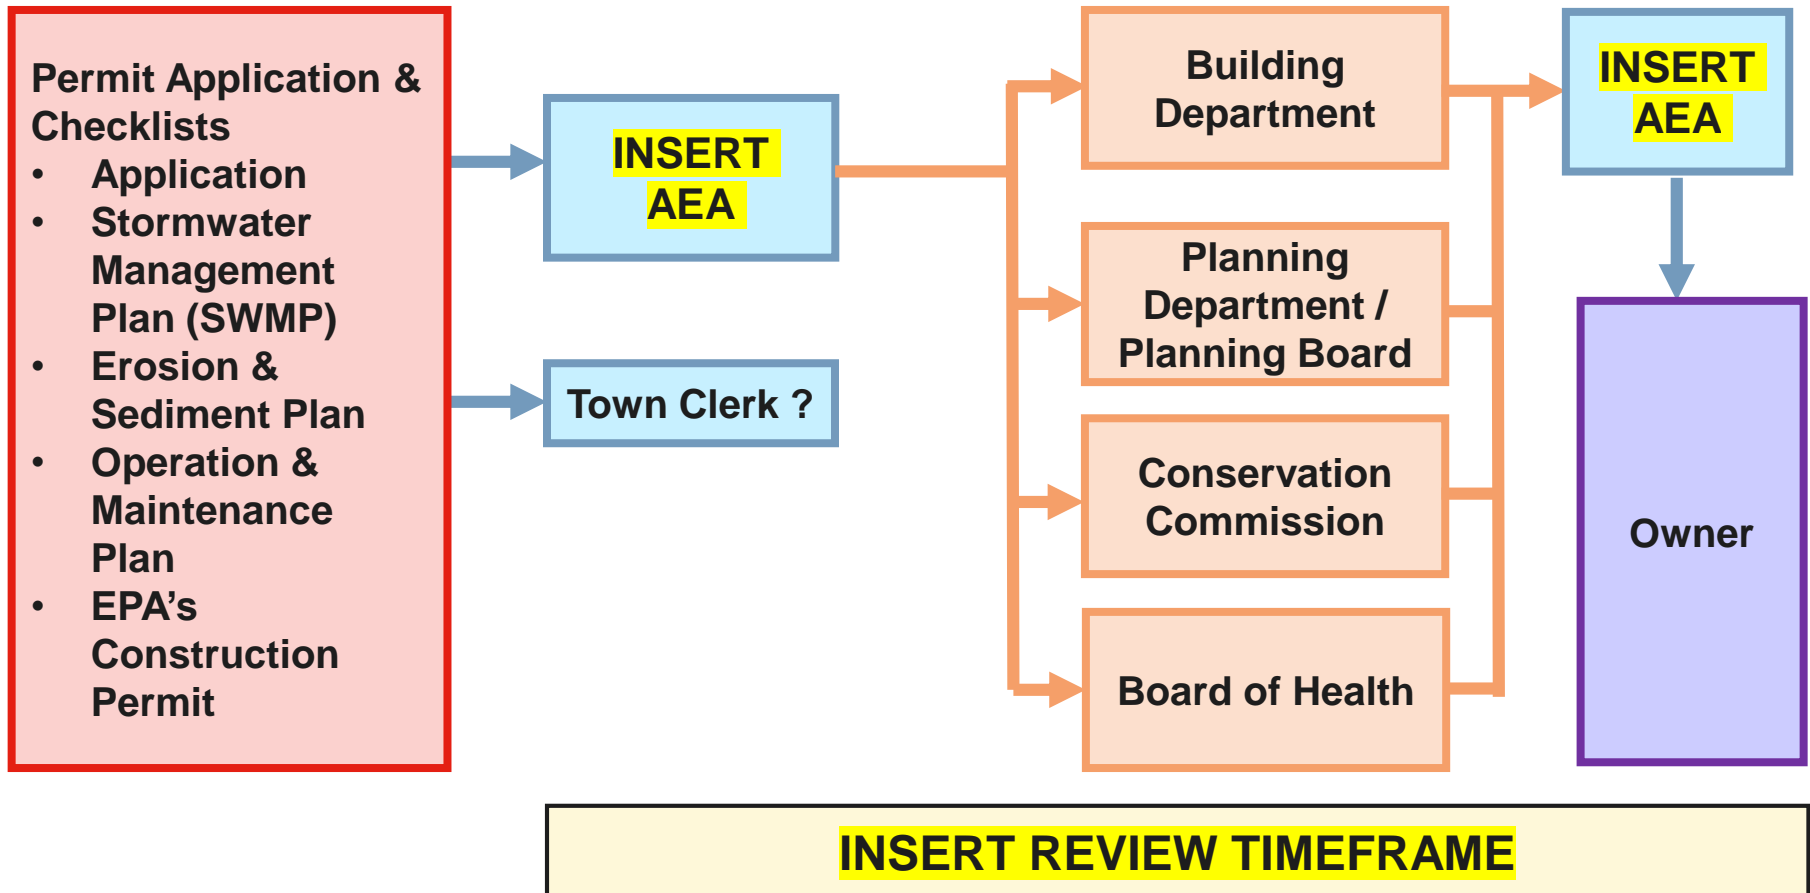 Permit Application &
Checklists
• Application
• Stormwater
Management
Plan (SWMP)
• Erosion &
Sediment Plan
• Operation &
Maintenance
Plan
• EPA’s
Construction
Permit
INSERT
AEA
Town Clerk ?
Building
Department
Planning
Department /
Planning Board
Conservation
Commission
Board of Health
INSERT
AEA
Owner
INSERT REVIEW TIMEFRAME